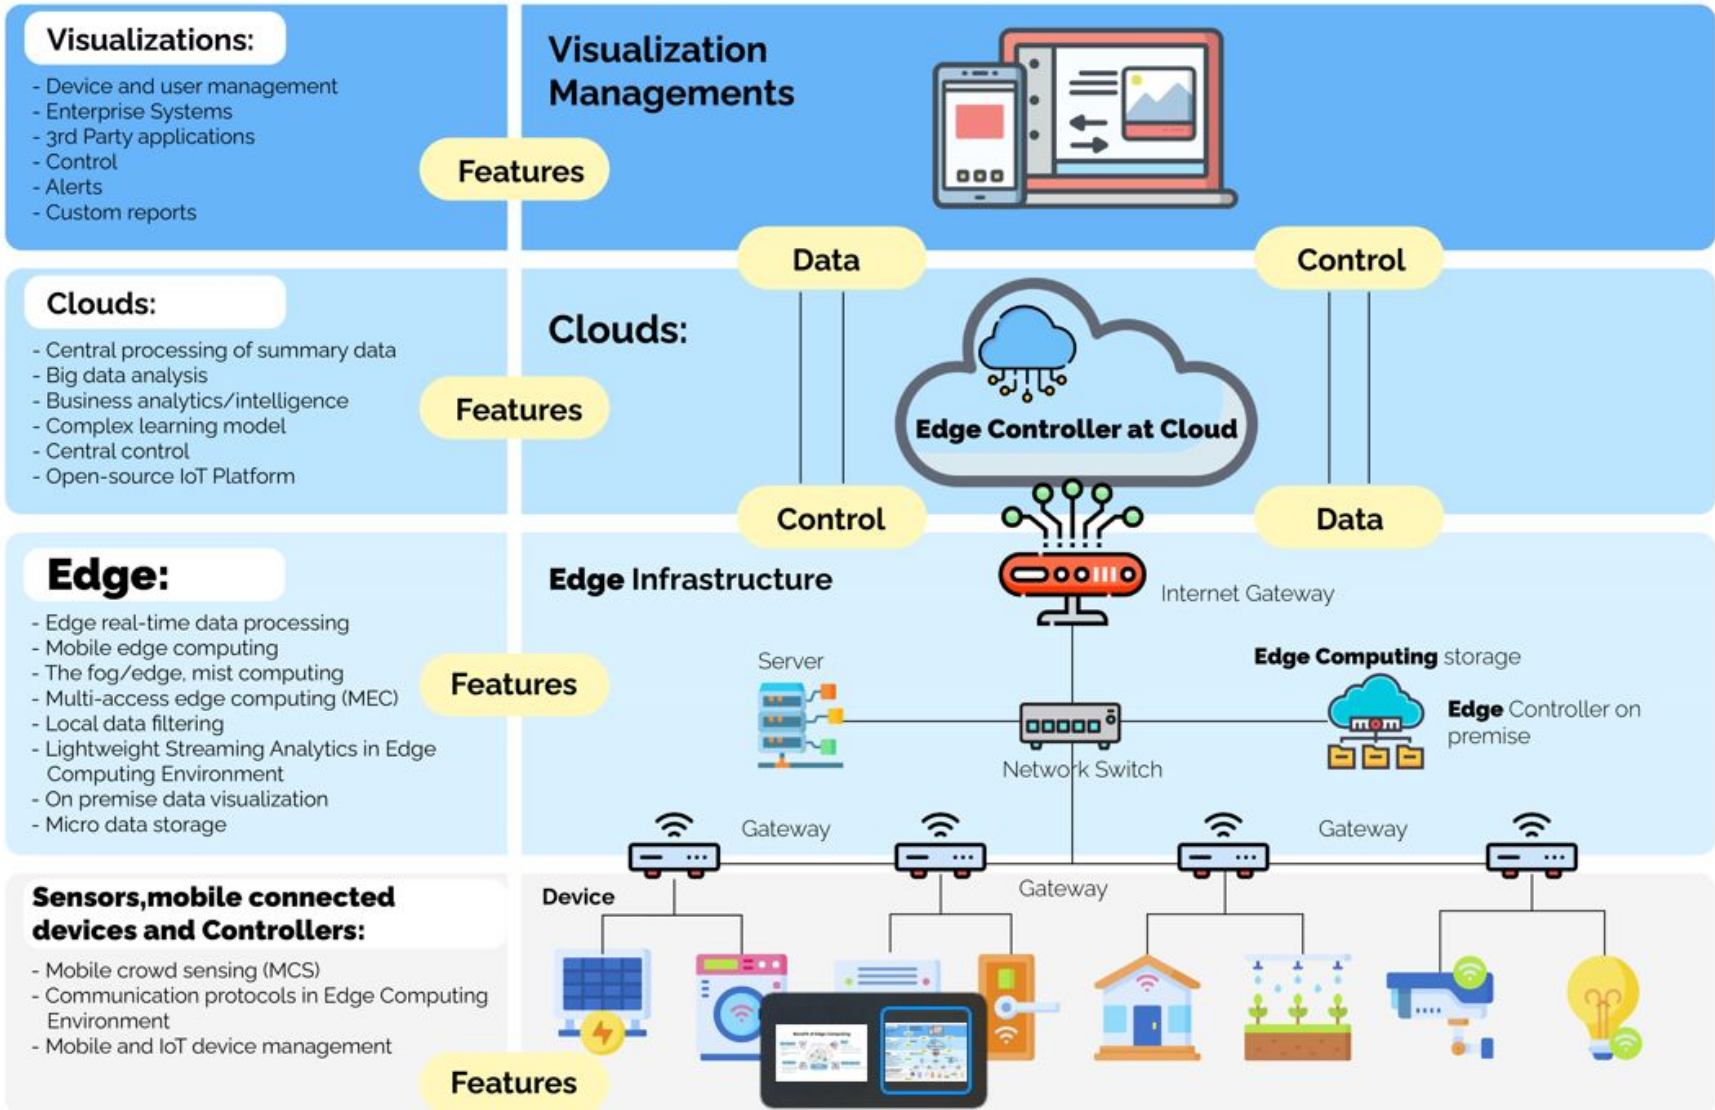 Visualizations:
- Device and user management
- Enterprise Systems
- 3rd Party applications
- Control
- Alerts
- Custom reports
Features
Visualization
Managements
Data
Control
Clouds:
- Central processing of summary data
- Big data analysis
- Business analytics/intelligence
- Complex learning model
- Central control
- Open-source IoT Platform
Features
Clouds:
Edge Controller at Cloud
Control
Data
Edge:
- Edge real-time data processing
- Mobile edge computing
- The fog/edge, mist computing
- Multi-access edge computing (MEC)
- Local data filtering
- Lightweight Streaming Analytics in Edge
Computing Environment
- On premise data visualization
- Micro data storage
Features
Edge Infrastructure
Internet Gateway
Server
Edge Computing storage
Edge Controller on
premise
Network Switch
Gateway
Gateway
Gateway
Sensors,mobile connected
devices and Controllers:
- Mobile crowd sensing (MCS)
- Communication protocols in Edge Computing
Environment
- Mobile and IoT device management
Features
Device
Benefit of Edge Computing